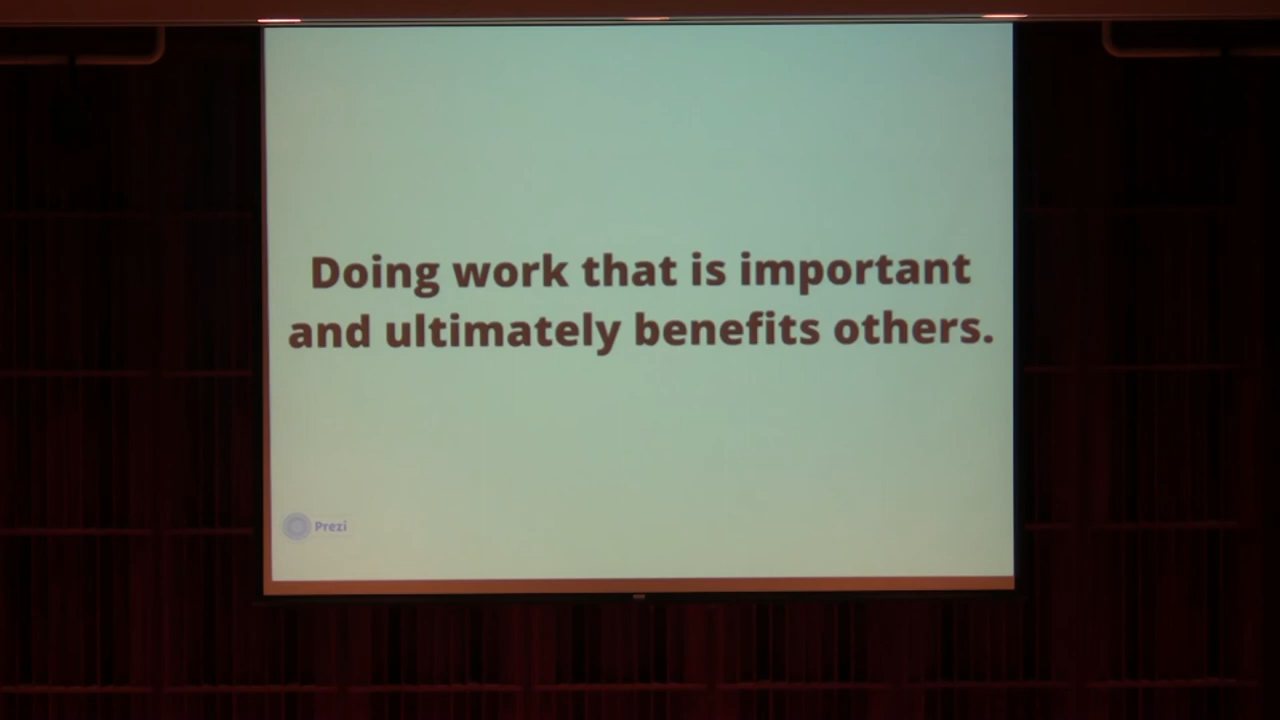 Doing work that is important
and ultimately benefits others.
Prezi